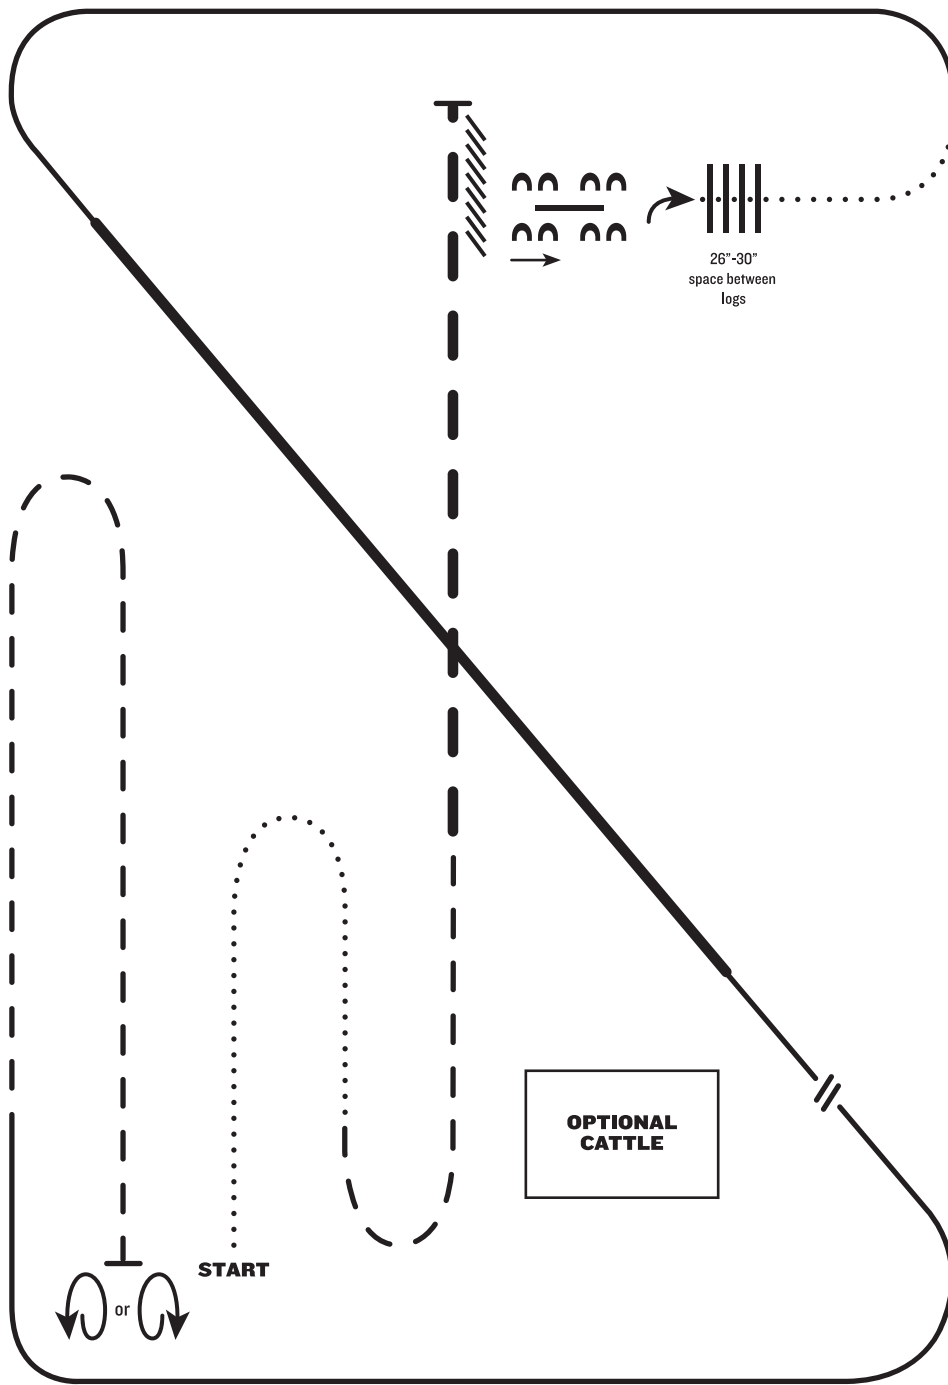 26”-30”
space between
logs
OPTIONAL
CATTLE
START
or